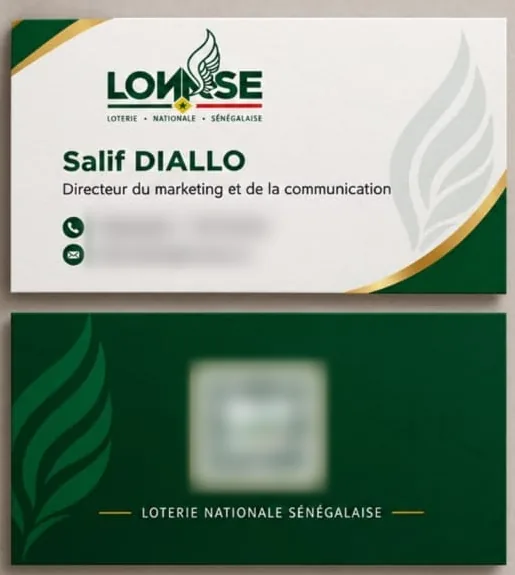 LONASE
LOTERIE • NATIONALE • SÉNÉGALAISE
Salif DIALLO
Directeur du marketing et de la communication
LOTERIE NATIONALE SÉNÉGALAISE